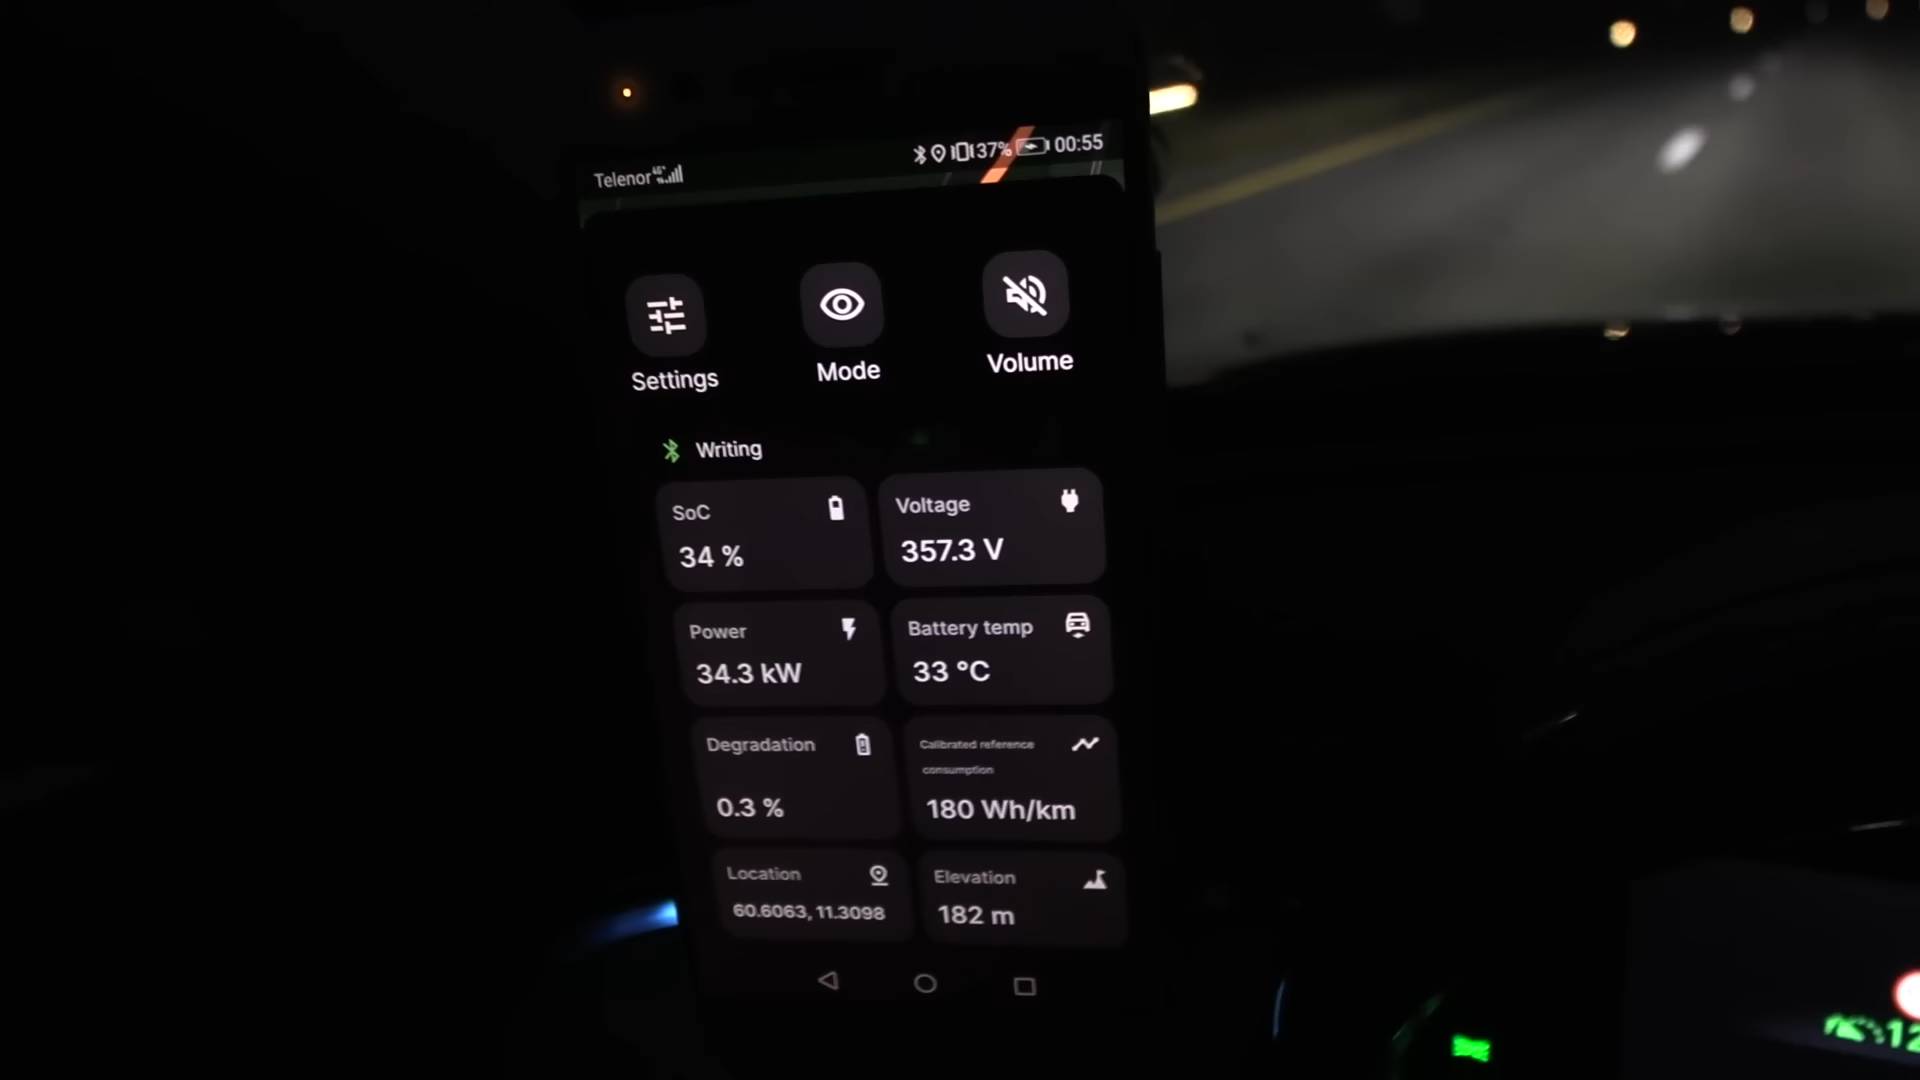 Telenor 37% 00:55
Settings Mode Volume
Writing
SoC
34 %
Voltage
357.3 V
Power
34.3 kW
Battery temp
33 °C
Degradation
0.3 %
Calibrated reference
consumption
180 Wh/km
Location
60.6063, 11.3098
Elevation
182 m